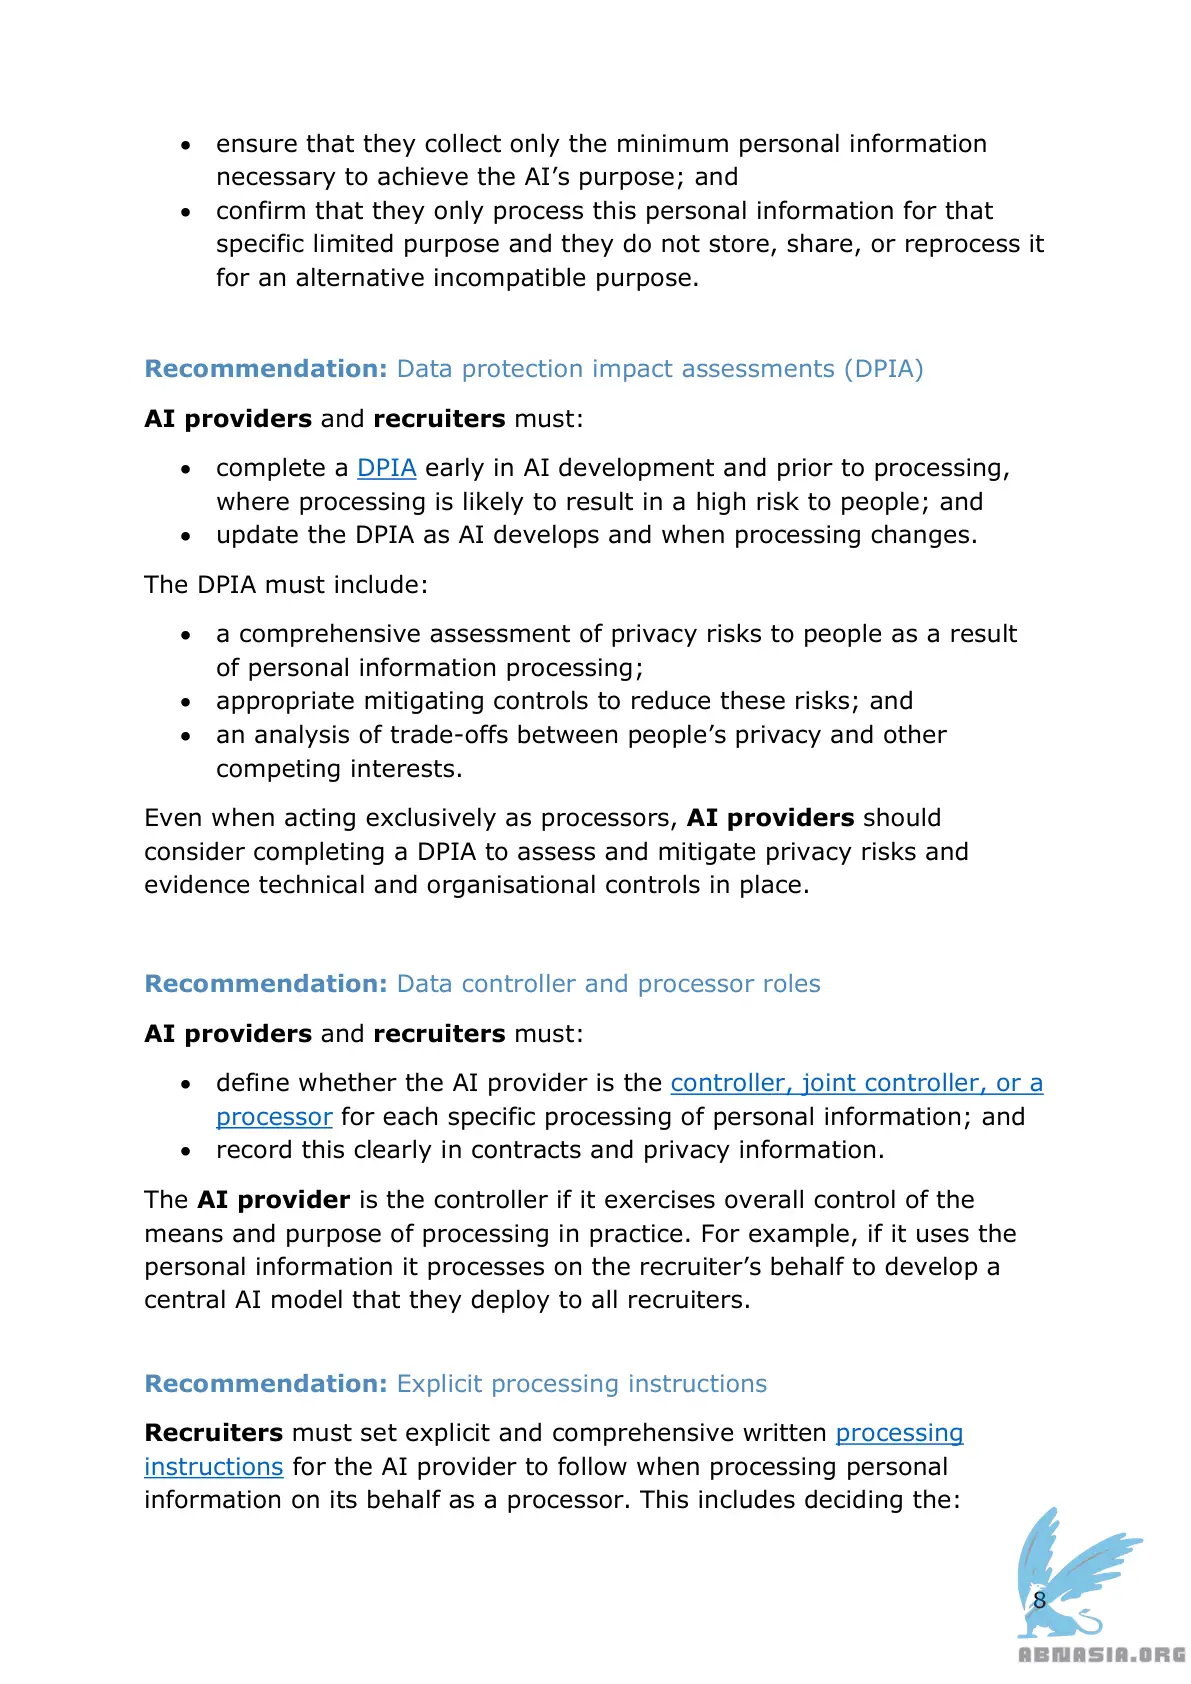 • ensure that they collect only the minimum personal information
necessary to achieve the AI’s purpose; and
• confirm that they only process this personal information for that
specific limited purpose and they do not store, share, or reprocess it
for an alternative incompatible purpose.
Recommendation: Data protection impact assessments (DPIA)
AI providers and recruiters must:
• complete a DPIA early in AI development and prior to processing,
where processing is likely to result in a high risk to people; and
• update the DPIA as AI develops and when processing changes.
The DPIA must include:
• a comprehensive assessment of privacy risks to people as a result
of personal information processing;
• appropriate mitigating controls to reduce these risks; and
• an analysis of trade-offs between people’s privacy and other
competing interests.
Even when acting exclusively as processors, AI providers should
consider completing a DPIA to assess and mitigate privacy risks and
evidence technical and organisational controls in place.
Recommendation: Data controller and processor roles
AI providers and recruiters must:
• define whether the AI provider is the controller, joint controller, or a
processor for each specific processing of personal information; and
• record this clearly in contracts and privacy information.
The AI provider is the controller if it exercises overall control of the
means and purpose of processing in practice. For example, if it uses the
personal information it processes on the recruiter’s behalf to develop a
central AI model that they deploy to all recruiters.
Recommendation: Explicit processing instructions
Recruiters must set explicit and comprehensive written processing
instructions for the AI provider to follow when processing personal
information on its behalf as a processor. This includes deciding the:
8
ABNASIA.ORG